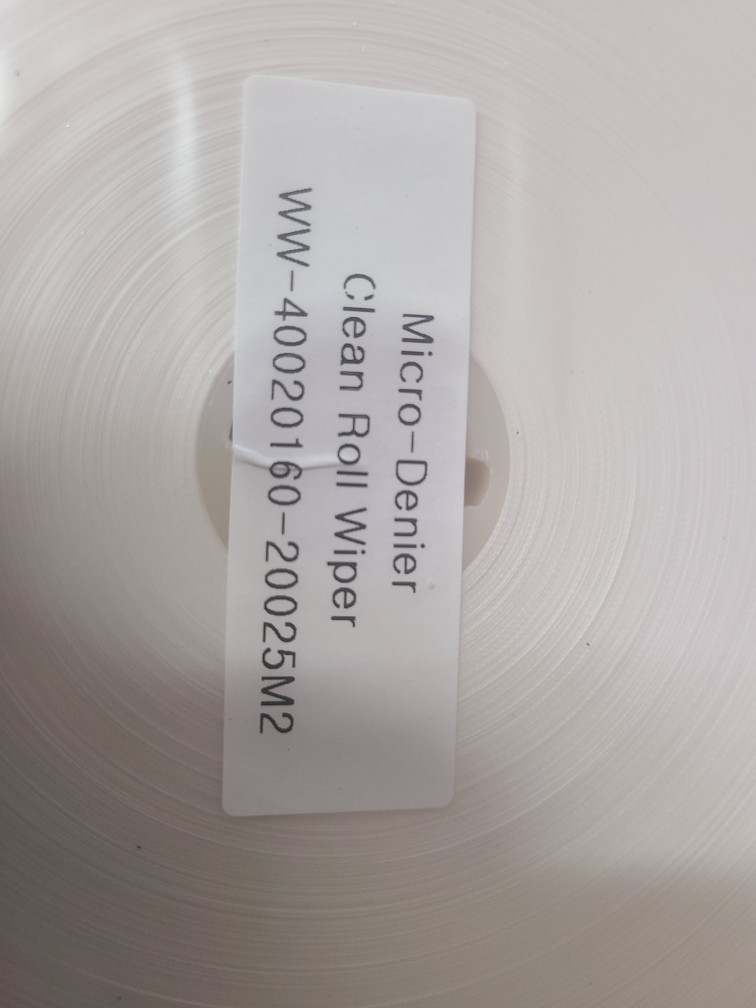 Micro-Denier
Clean Roll Wiper
WW-40020160-20025M2